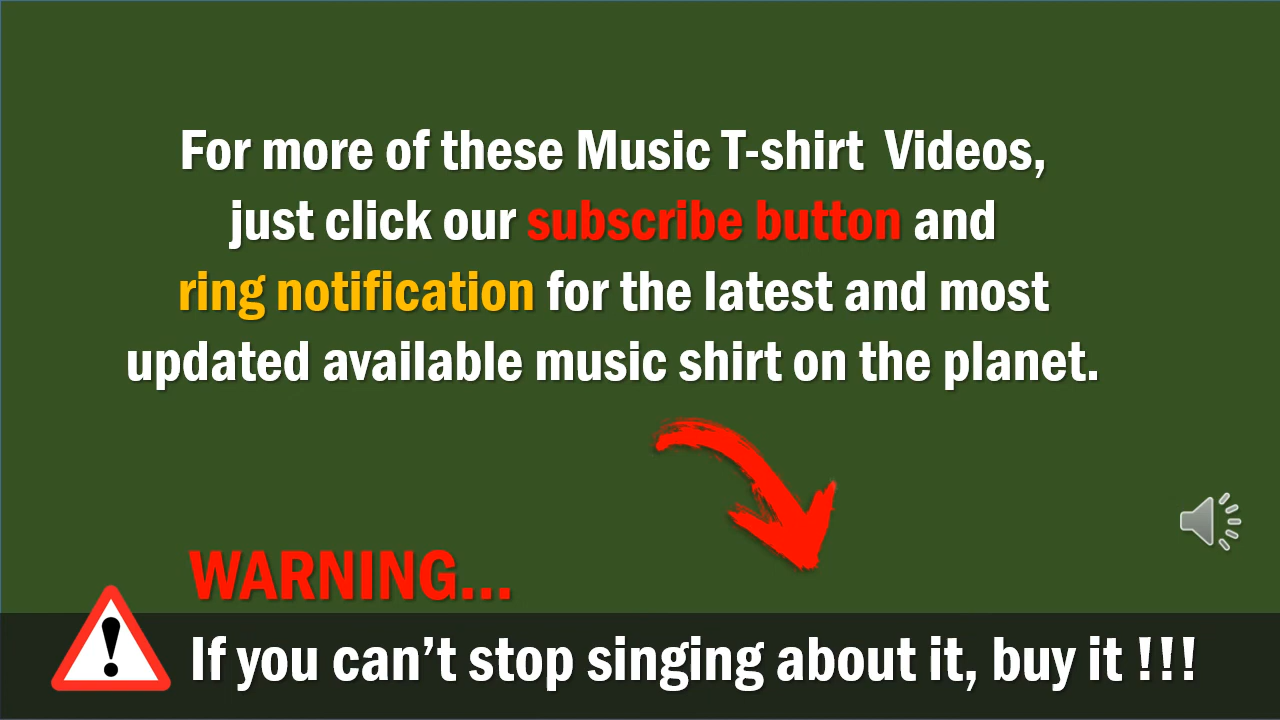 For more of these Music T-shirt Videos,
just click our subscribe button and
ring notification for the latest and most
updated available music shirt on the planet.
WARNING...
If you can’t stop singing about it, buy it !!!